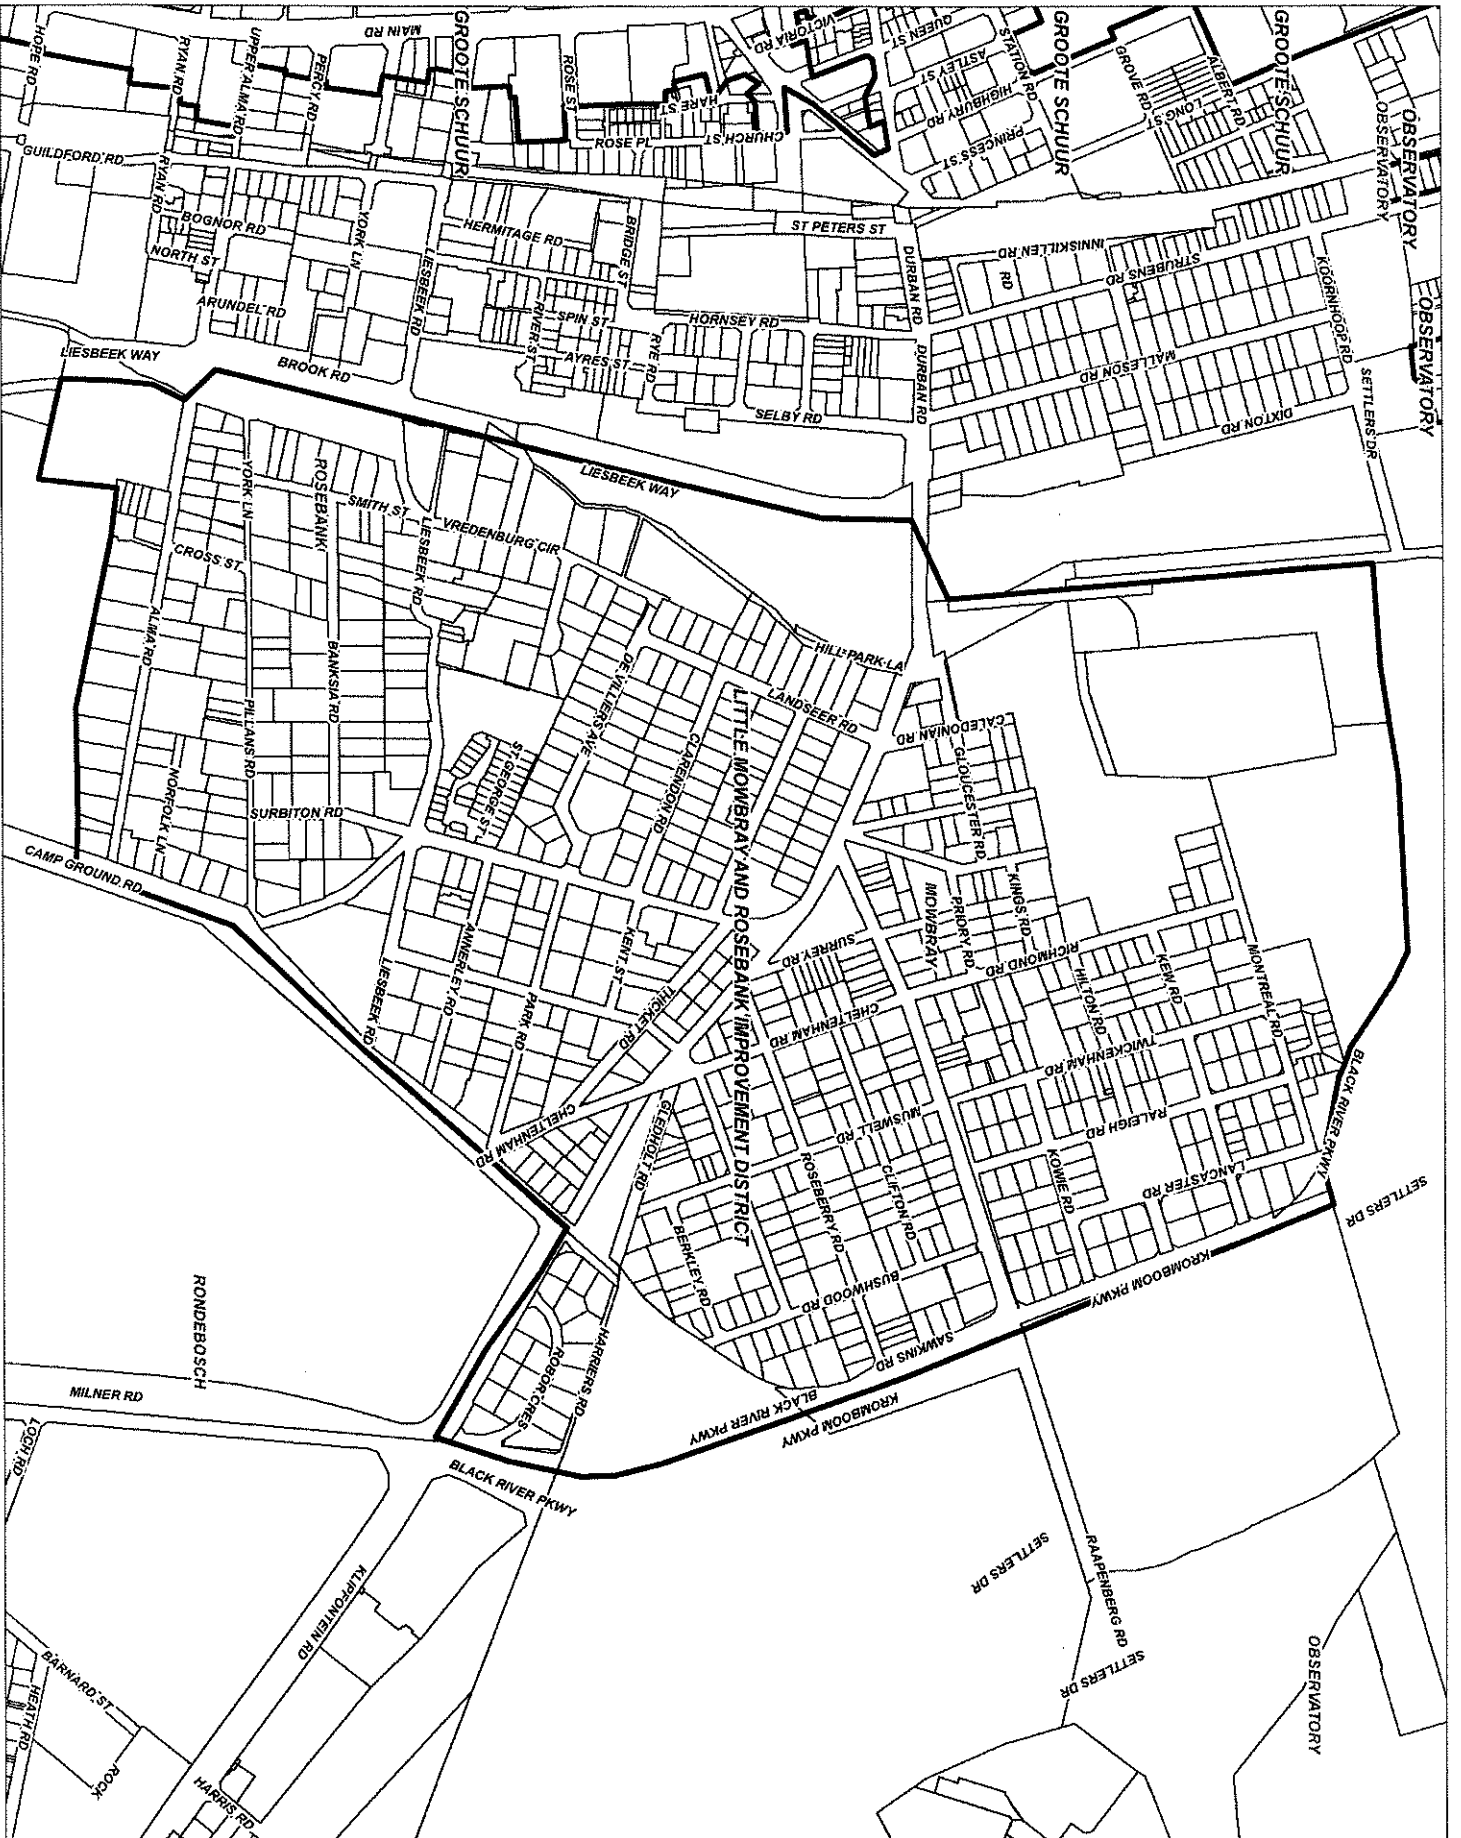 HOPE RD
RYAN RD
UPPER ALMA RD
PERCY RD
MAIN RD
GROOTE SCHUUR
ROSE ST
HARE ST
VICTORIA RD
QUEEN ST
ASTLEY ST
STATION RD
HIGHBURY RD
GROOTE SCHUUR
GROVE RD
ALBERT RD
LONG ST
GROOTE SCHUUR
OBSERVATORY
OBSERVATORY
GUILDFORD RD
RYAN RD
ROSE PL
CHURCH ST
PRINCESS ST
BOGNOR RD
NORTH ST
YORK LN
LIESBEEK RD
HERMITAGE RD
BRIDGE ST
ST PETERS ST
DURBAN RD
INNISKILLEN RD
RD
STRUBENS RD
KOORNHOOP RD
OBSERVATORY
ARUNDEL RD
SPIN ST
RIVER ST
AYRES ST
RYE RD
HORNSEY RD
DURBAN RD
MALLESON RD
SETTLERS DR
LIESBEEK WAY
BROOK RD
SELBY RD
DIXTON RD
YORK LN
ROSEBANK
SMITH ST
LIESBEEK RD
VREDENBURG CIR
LIESBEEK WAY
CROSS ST
ALMA RD
BANKSIA RD
PILLANS RD
NORFOLK LN
SURBITON RD
DE VILLIERS AVE
ST GEORGE ST
CLARENDON RD
LANDSEER RD
HILL PARK LA
LITTLE MOWBRAY AND ROSEBANK IMPROVEMENT DISTRICT
CALEDONIAN RD
GLOUCESTER RD
KINGS RD
PRIORY RD
MOWBRAY
CAMP GROUND RD
LIESBEEK RD
ANNERLEY RD
PARK RD
KENT ST
THICKET RD
SURREY RD
CHELTENHAM RD
RICHMOND RD
HILTON RD
KEW RD
MONTREAL RD
TWICKENHAM RD
RALEIGH RD
BLACK RIVER PKWY
CHELTENHAM RD
GLEDHOLT RD
MUSWELL RD
ROSEBERRY RD
CLIFTON RD
KOWIE RD
LANCASTER RD
SETTLERS DR
BERKLEY RD
BUSHWOOD RD
SAWKINS RD
KROMBOOM PKWY
RONDEBOSCH
HARRIERS RD
ROBOR CRES
BLACK RIVER PKWY
KROMBOOM PKWY
MILNER RD
LOCH RD
BLACK RIVER PKWY
SETTLERS DR
RAAPENBERG RD
KLIPFONTEIN RD
SETTLERS DR
OBSERVATORY
BARNARD ST
HEATH RD
ROCK
HARRIS RD